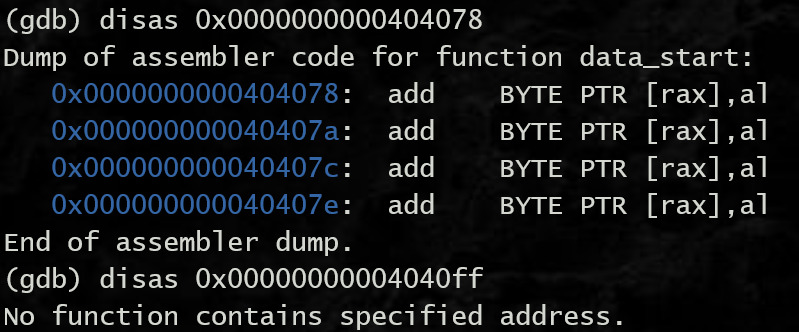 (gdb) disas 0x0000000000404078
Dump of assembler code for function data_start:
   0x0000000000404078:  add    BYTE PTR [rax],al
   0x000000000040407a:  add    BYTE PTR [rax],al
   0x000000000040407c:  add    BYTE PTR [rax],al
   0x000000000040407e:  add    BYTE PTR [rax],al
End of assembler dump.
(gdb) disas 0x00000000004040ff
No function contains specified address.